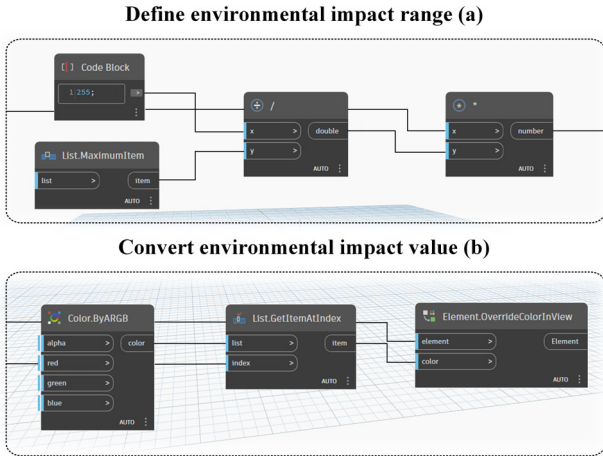 Define environmental impact range (a)
Code Block
1 255;
>
List.MaximumItem
list >
item
AUTO
/
x >
double
y >
AUTO
*
x >
number
y >
AUTO
Convert environmental impact value (b)
Color.ByARGB
alpha >
color
red >
green >
blue >
AUTO
List.GetItemAtIndex
list >
item
index >
AUTO
Element.OverrideColorInView
element >
Element
color >
AUTO